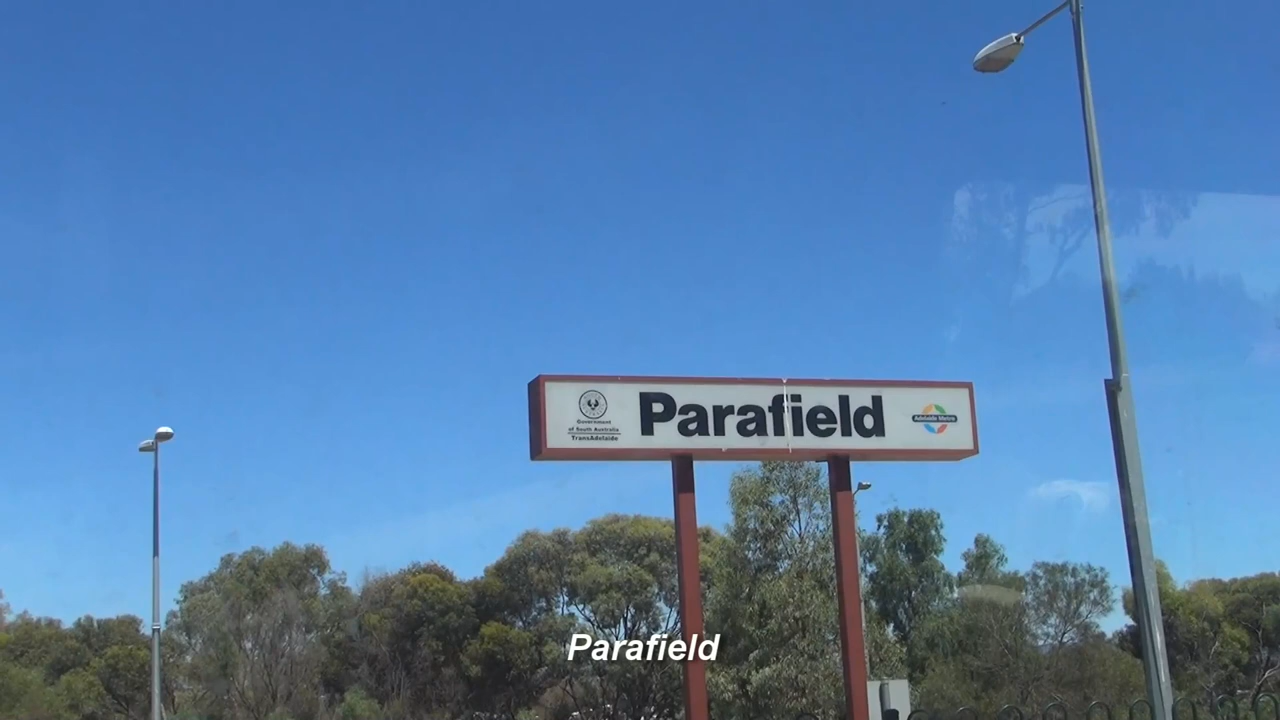 Government
of South Australia
TransAdelaide
Parafield
Adelaide Metro
Parafield